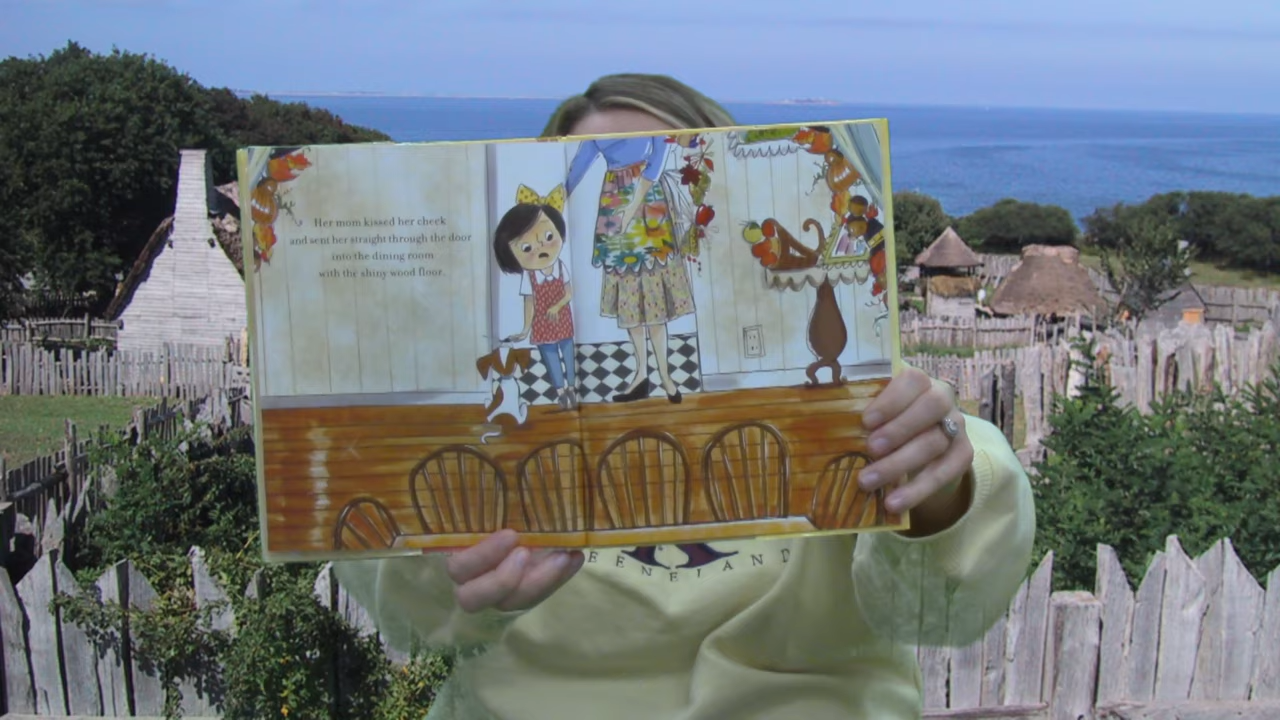 Her mom kissed her cheek
and sent her straight through the door
into the dining room
with the shiny wood floor.
EENELAND